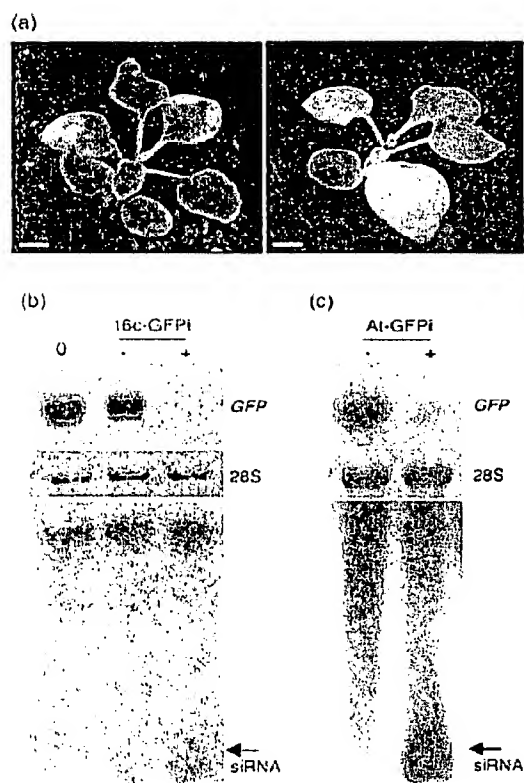 (a)
(b) (c)
16c-GFPi At-GFPi
0 - + - +
GFP GFP
28S 28S
siRNA siRNA